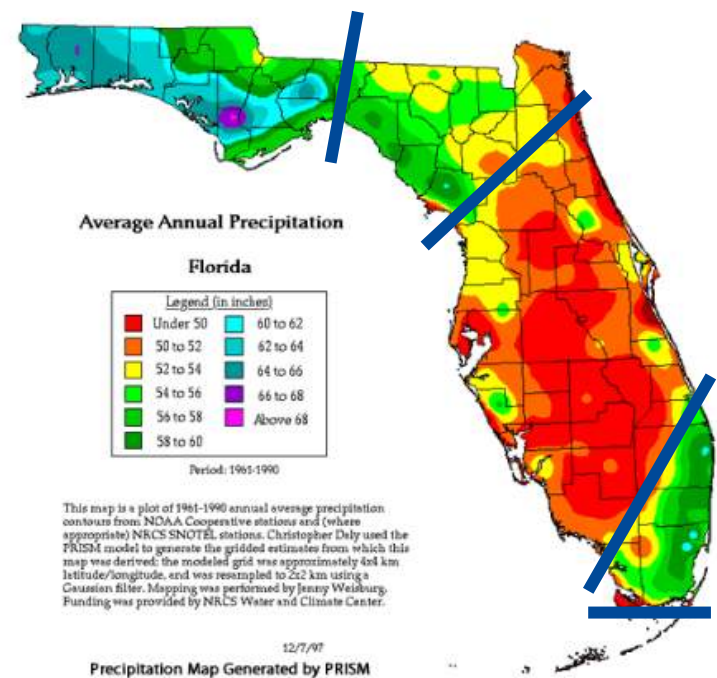 Average Annual Precipitation
Florida
Legend (in inches)
Under 50
50 to 52
52 to 54
54 to 56
56 to 58
58 to 60
60 to 62
62 to 64
64 to 66
66 to 68
Above 68
Period: 1961-1990
This map is a plot of 1961-1990 annual average precipitation
contours from NOAA Cooperative stations and (where
appropriate) NRCS SNOTEL stations. Christopher Daly used the
PRISM model to generate the gridded estimates from which this
map was derived; the modeled grid was approximately 4x4 km
latitude/longitude, and was resampled to 2x2 km using a
Gaussian filter. Mapping was performed by Jenny Weisburg.
Funding was provided by NRCS Water and Climate Center.
12/7/97
Precipitation Map Generated by PRISM